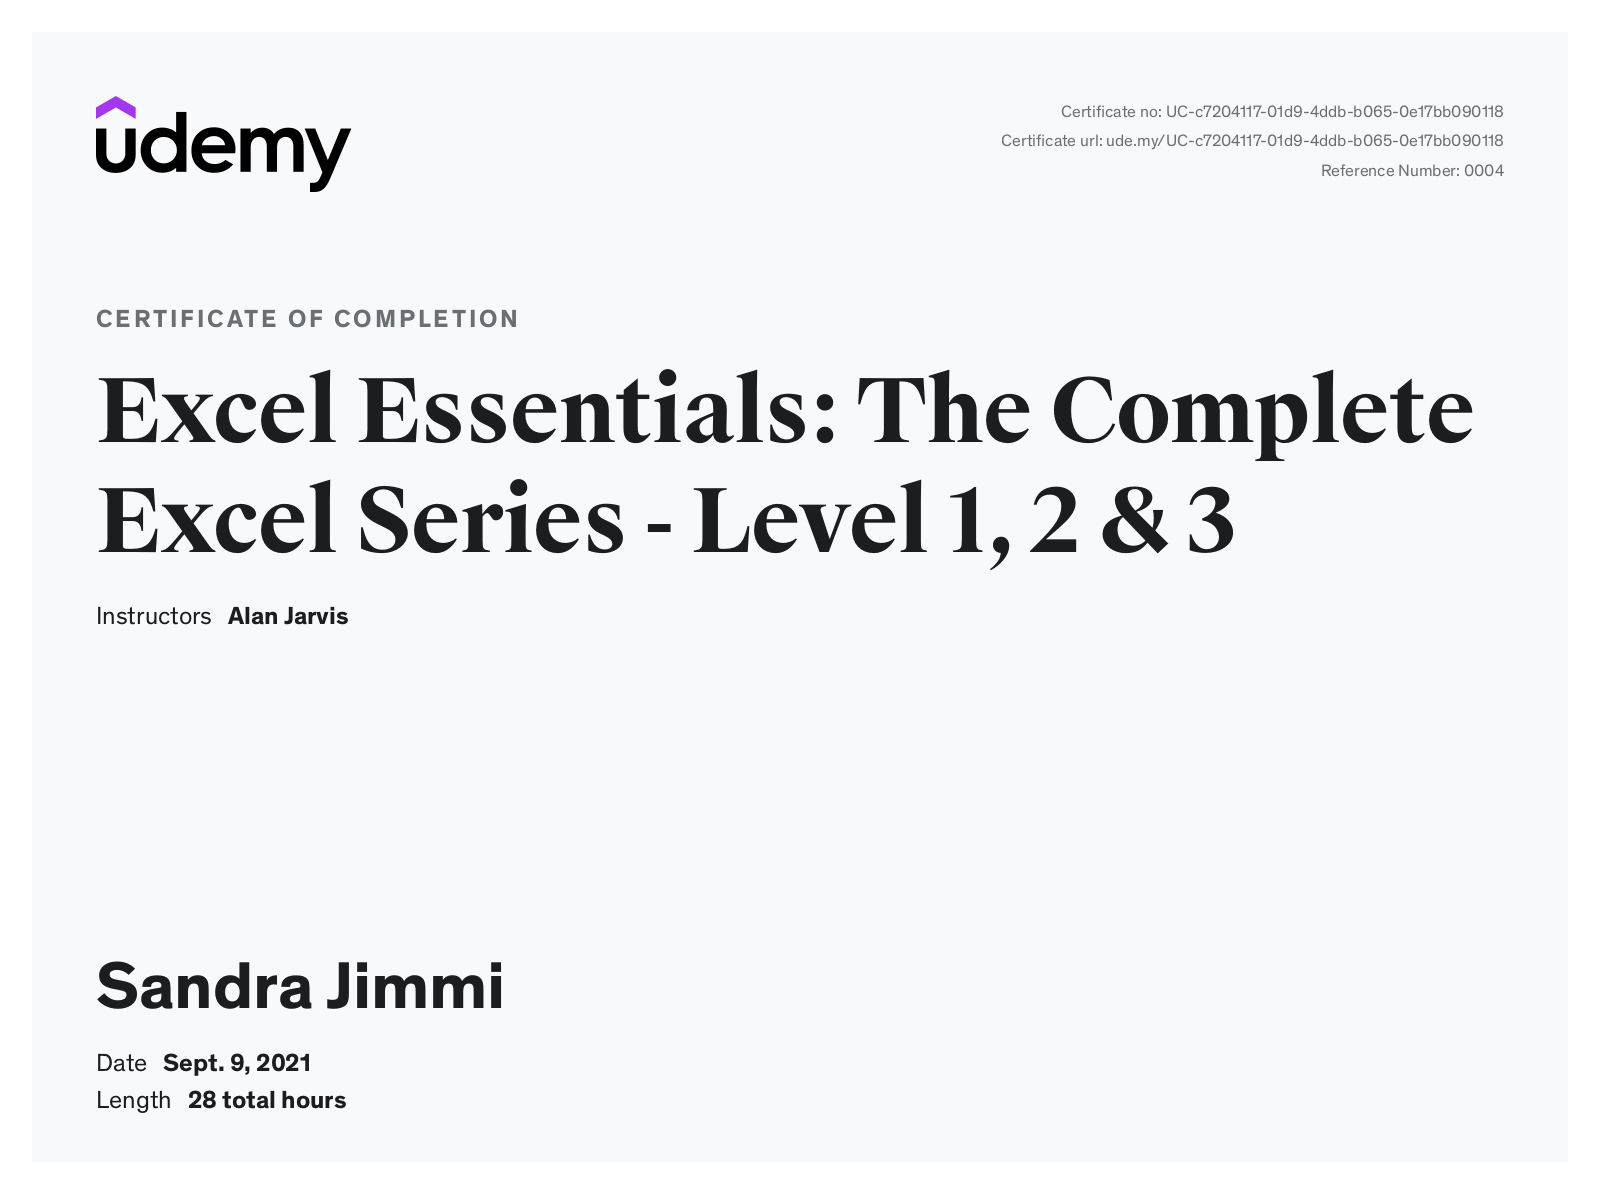 udemy
Certificate no: UC-c7204117-01d9-4ddb-b065-0e17bb090118
Certificate url: ude.my/UC-c7204117-01d9-4ddb-b065-0e17bb090118
Reference Number: 0004
CERTIFICATE OF COMPLETION
Excel Essentials: The Complete
Excel Series - Level 1, 2 & 3
Instructors Alan Jarvis
Sandra Jimmi
Date Sept. 9, 2021
Length 28 total hours